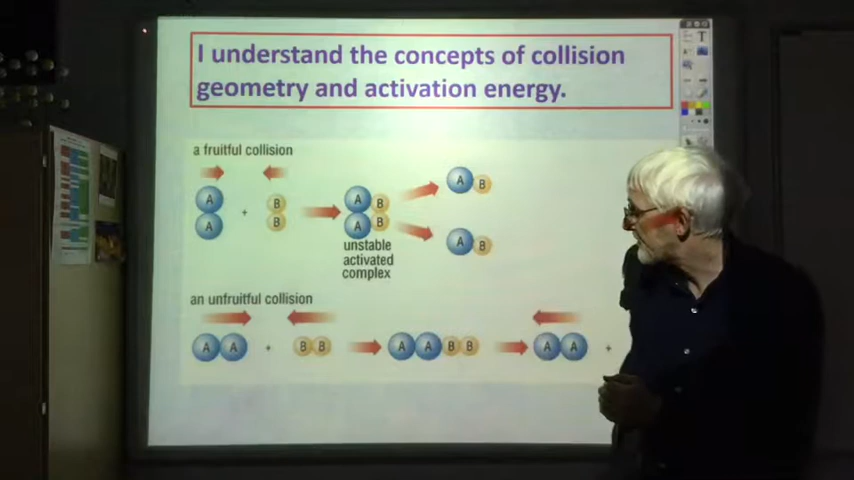 I understand the concepts of collision
geometry and activation energy.
a fruitful collision
A + B → A B → A B
A B A B
unstable
activated
complex
A B
an unfruitful collision
A A + B B A A B B A A +